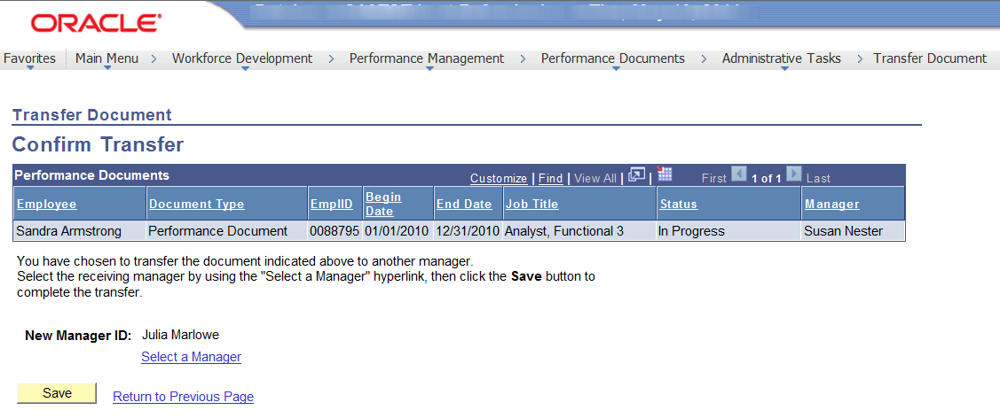 ORACLE
Favorites Main Menu > Workforce Development > Performance Management > Performance Documents > Administrative Tasks > Transfer Document
Transfer Document
Confirm Transfer
Performance Documents Customize | Find | View All | | First 1 of 1 Last
Employee Document Type EmplID Begin Date End Date Job Title Status Manager
Sandra Armstrong Performance Document 0088795 01/01/2010 12/31/2010 Analyst, Functional 3 In Progress Susan Nester
You have chosen to transfer the document indicated above to another manager.
Select the receiving manager by using the "Select a Manager" hyperlink, then click the Save button to
complete the transfer.
New Manager ID: Julia Marlowe
Select a Manager
Save Return to Previous Page